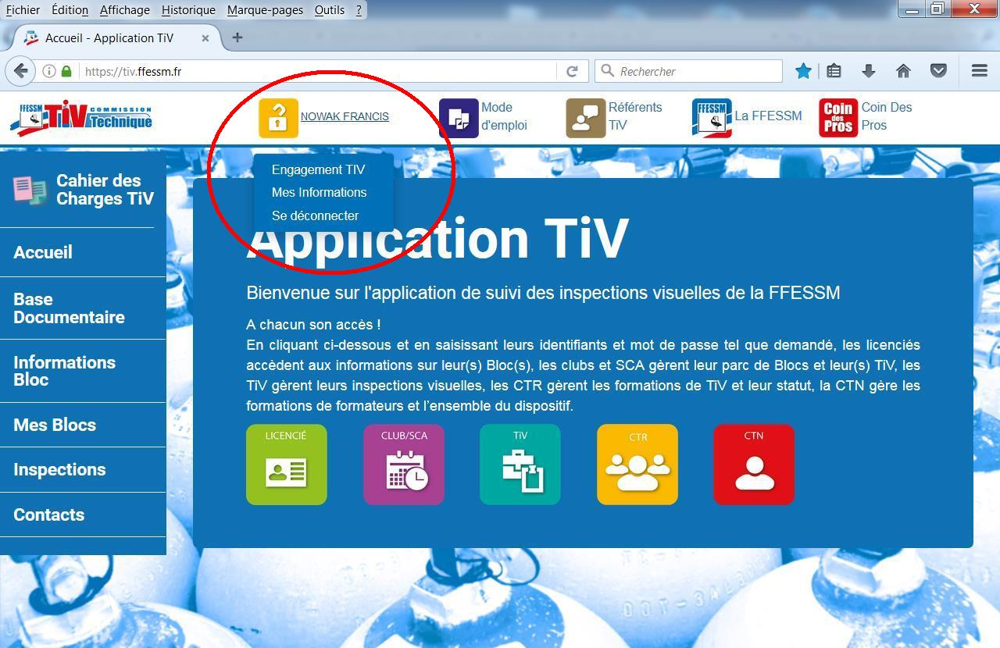 Fichier Édition Affichage Historique Marque-pages Outils ?
Accueil - Application TiV
https://tiv.ffessm.fr
Rechercher
FFESSM TiV COMMISSION Technique
NOWAK FRANCIS
Mode
d'emploi
Référents
TiV
FFESSM
La FFESSM
Coin
des
Pros
Coin Des
Pros
Engagement TIV
Mes Informations
Se déconnecter
Cahier des
Charges TiV
Accueil
Base
Documentaire
Informations
Bloc
Mes Blocs
Inspections
Contacts
Application TiV
Bienvenue sur l'application de suivi des inspections visuelles de la FFESSM
A chacun son accès !
En cliquant ci-dessous et en saisissant leurs identifiants et mot de passe tel que demandé, les licenciés
accèdent aux informations sur leur(s) Bloc(s), les clubs et SCA gèrent leur parc de Blocs et leur(s) TiV, les
TiV gèrent leurs inspections visuelles, les CTR gèrent les formations de TiV et leur statut, la CTN gère les
formations de formateurs et l’ensemble du dispositif.
LICENCIÉ
CLUB/SCA
TiV
CTR
CTN